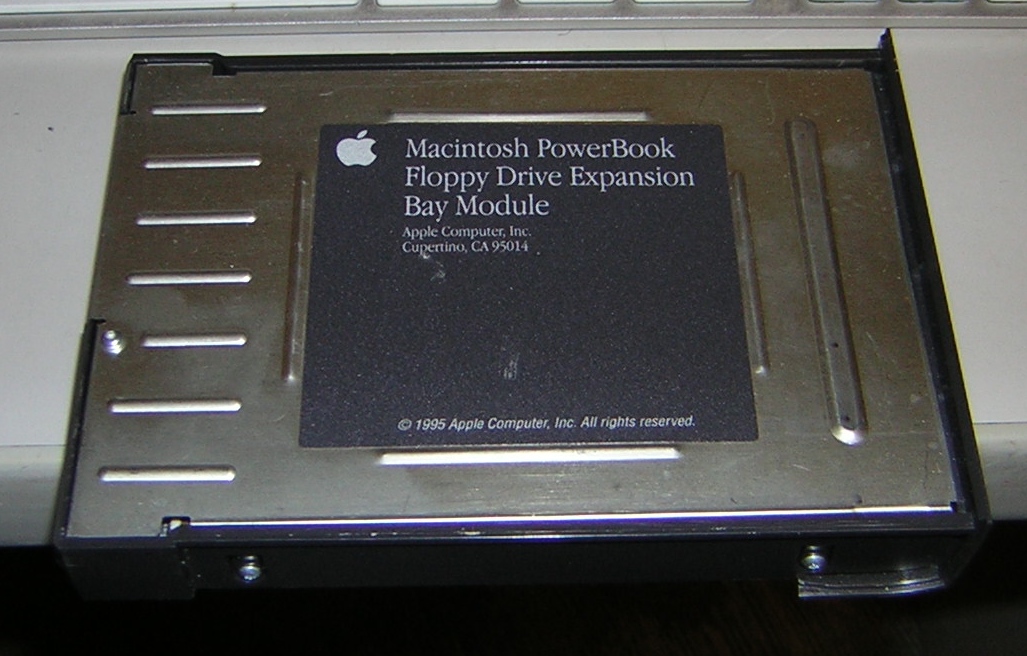 Macintosh PowerBook
Floppy Drive Expansion
Bay Module
Apple Computer, Inc.
Cupertino, CA 95014
© 1995 Apple Computer, Inc. All rights reserved.